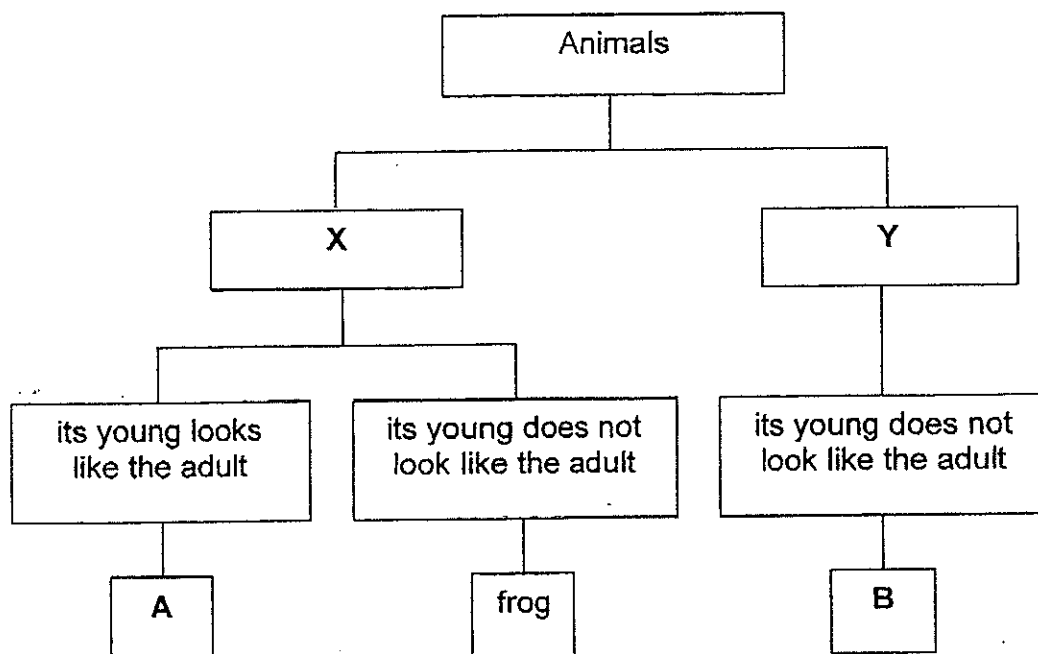 Animals
X
Y
its young looks
like the adult
its young does not
look like the adult
its young does not
look like the adult
A
frog
B